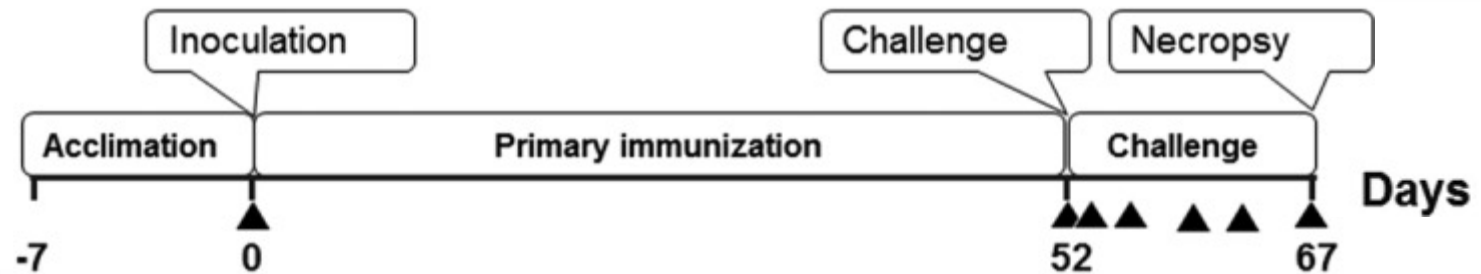 Inoculation
Challenge
Necropsy
Acclimation
Primary immunization
Challenge
Days
-7
0
52
67